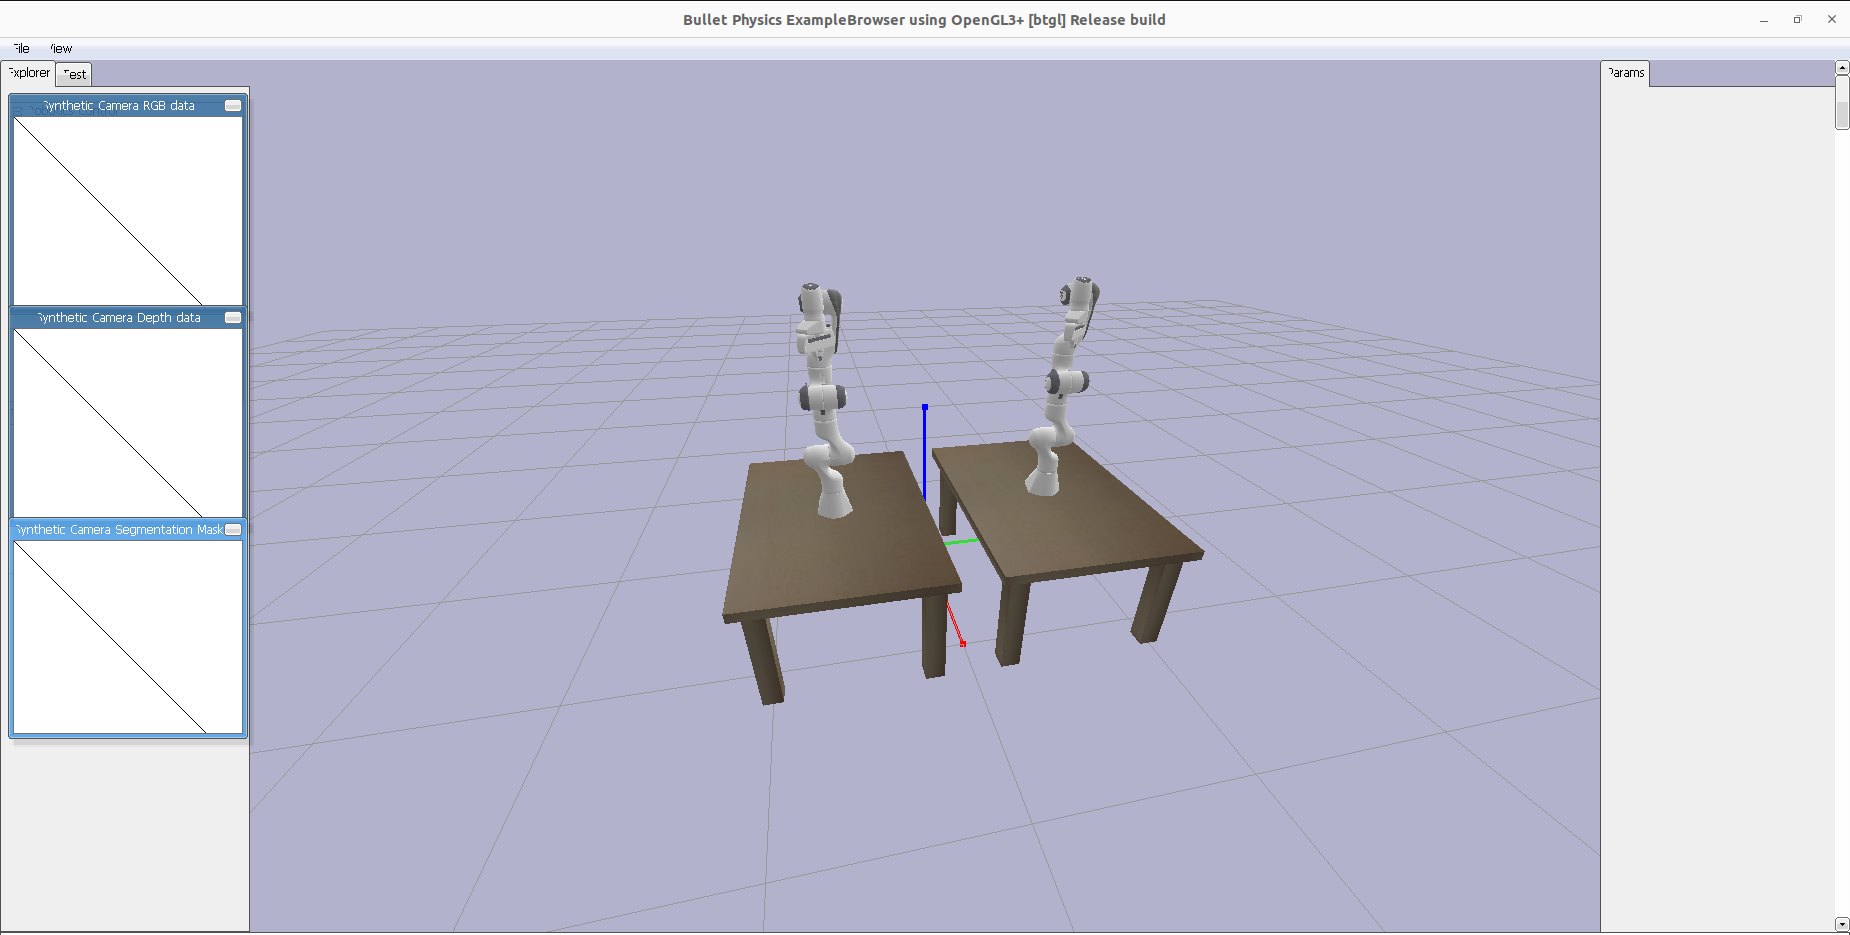 Bullet Physics ExampleBrowser using OpenGL3+ [btgl] Release build
File View
Explorer Test
Params
Synthetic Camera RGB data
Synthetic Camera Depth data
Synthetic Camera Segmentation Mask